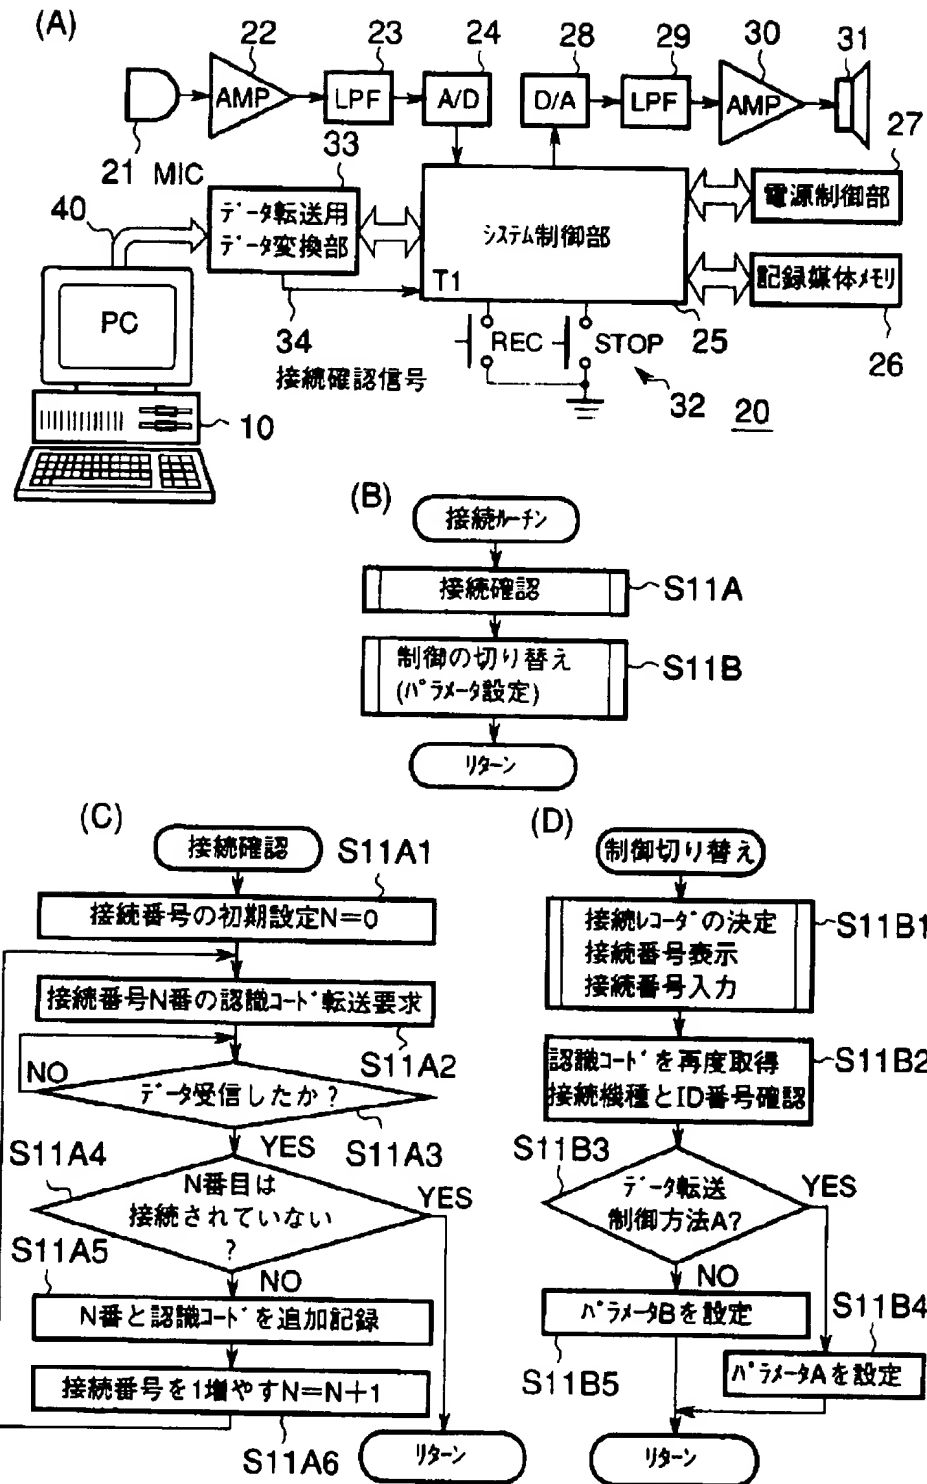 (A)
22
23
24
28
29
30
31
AMP
LPF
A/D
D/A
LPF
AMP
21
MIC
33
27
40
データ転送用
データ変換部
システム制御部
電源制御部
T1
記録媒体メモリ
PC
34
REC
STOP
25
26
接続確認信号
32
20
10
(B)
接続ルーチン
接続確認
S11A
制御の切り替え
(パラメータ設定)
S11B
リターン
(C)
接続確認
S11A1
接続番号の初期設定N=0
接続番号N番の認識コード転送要求
S11A2
NO
データ受信したか?
S11A3
YES
S11A4
N番目は
接続されていない
?
YES
S11A5
NO
N番と認識コードを追加記録
接続番号を1増やすN=N+1
S11A6
リターン
(D)
制御切り替え
接続レコーダの決定
接続番号表示
接続番号入力
S11B1
認識コードを再度取得
接続機種とID番号確認
S11B2
S11B3
データ転送
制御方法A?
YES
NO
パラメータBを設定
S11B4
S11B5
パラメータAを設定
リターン